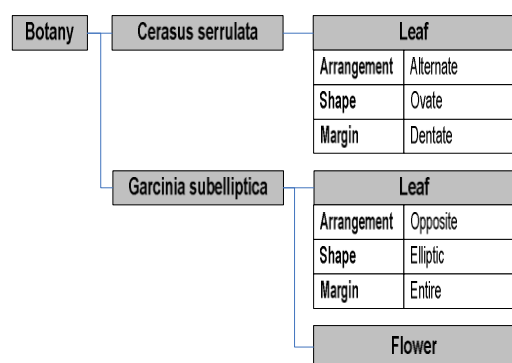 Botany Cerasus serrulata Leaf
Arrangement Alternate
Shape Ovate
Margin Dentate
Garcinia subelliptica Leaf
Arrangement Opposite
Shape Elliptic
Margin Entire
Flower